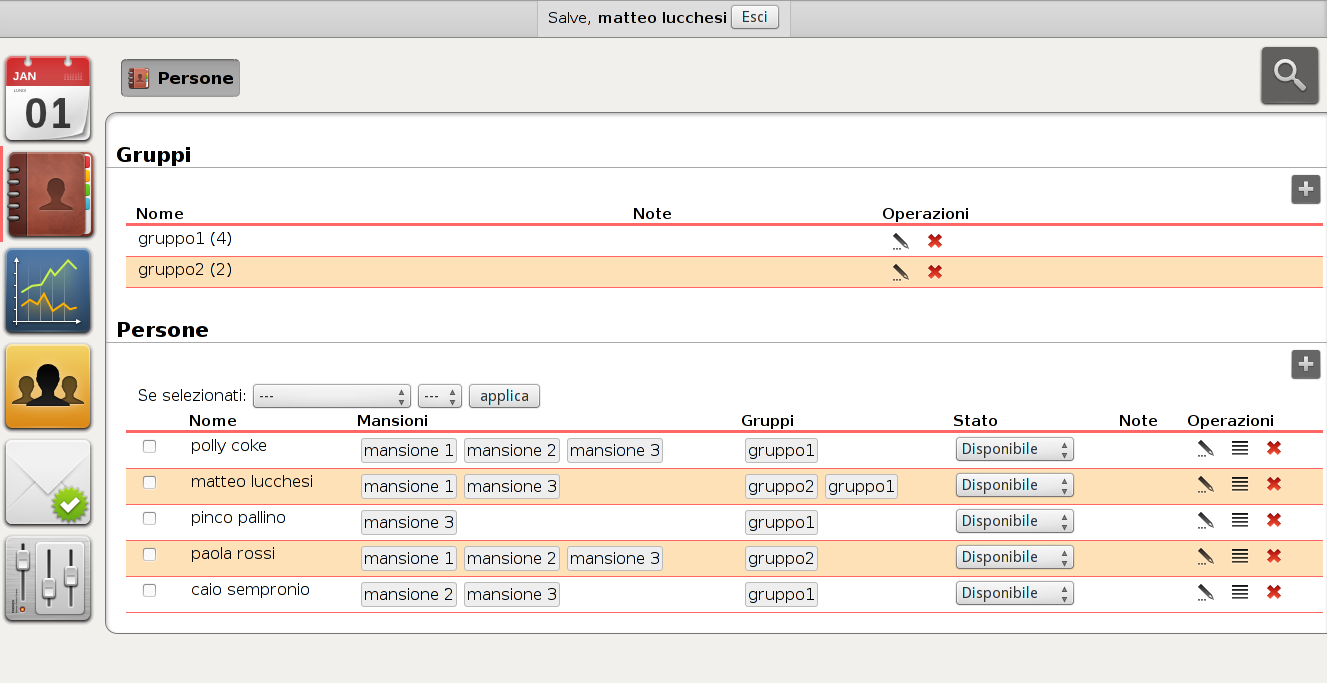 Salve, matteo lucchesi Esci
JAN
01
Persone
Gruppi
Nome Note Operazioni
gruppo1 (4)
gruppo2 (2)
Persone
Se selezionati: --- --- applica
Nome Mansioni Gruppi Stato Note Operazioni
polly coke mansione 1 mansione 2 mansione 3 gruppo1 Disponibile
matteo lucchesi mansione 1 mansione 3 gruppo2 gruppo1 Disponibile
pinco pallino mansione 3 gruppo1 Disponibile
paola rossi mansione 1 mansione 2 mansione 3 gruppo2 Disponibile
caio sempronio mansione 2 mansione 3 gruppo1 Disponibile